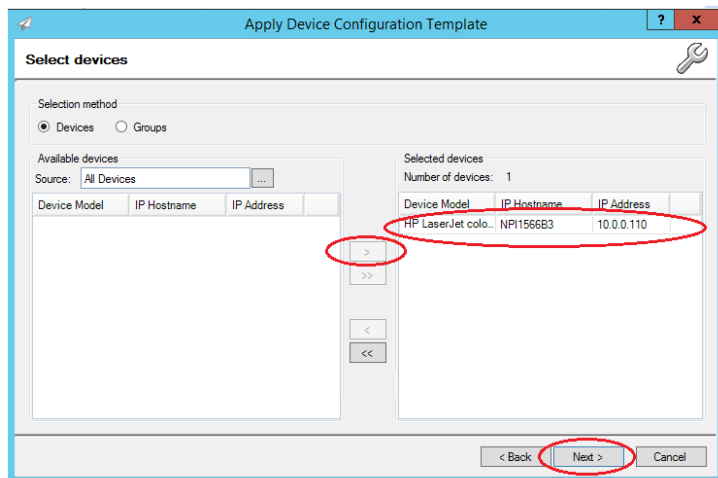 Apply Device Configuration Template
? x
Select devices
Selection method
Devices Groups
Available devices
Source: All Devices ...
Device Model IP Hostname IP Address
Selected devices
Number of devices: 1
Device Model IP Hostname IP Address
HP LaserJet colo... NPI1566B3 10.0.0.110
>
>>
<
<<
< Back Next > Cancel